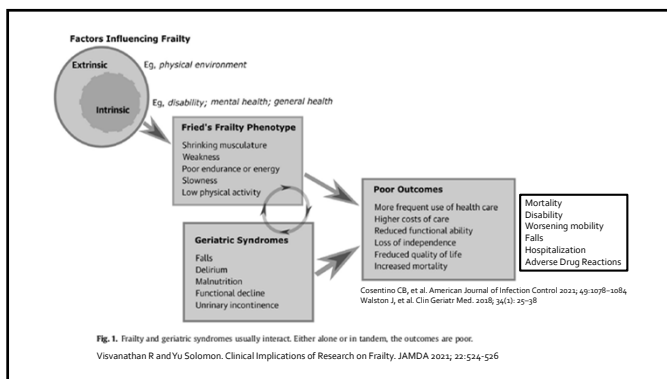 Factors Influencing Frailty
Extrinsic
Eg, physical environment
Intrinsic
Eg, disability; mental health; general health
Fried's Frailty Phenotype
Shrinking musculature
Weakness
Poor endurance or energy
Slowness
Low physical activity
Geriatric Syndromes
Falls
Delirium
Malnutrition
Functional decline
Unrinary incontinence
Poor Outcomes
More frequent use of health care
Higher costs of care
Reduced functional ability
Loss of independence
Freduced quality of life
Increased mortality
Mortality
Disability
Worsening mobility
Falls
Hospitalization
Adverse Drug Reactions
Cosentino CB, et al. American Journal of Infection Control 2021; 49:1078–1084
Walston J, et al. Clin Geriatr Med. 2018; 34(1): 25–38
Fig. 1. Frailty and geriatric syndromes usually interact. Either alone or in tandem, the outcomes are poor.
Visvanathan R and Yu Solomon. Clinical Implications of Research on Frailty. JAMDA 2021; 22:524-526